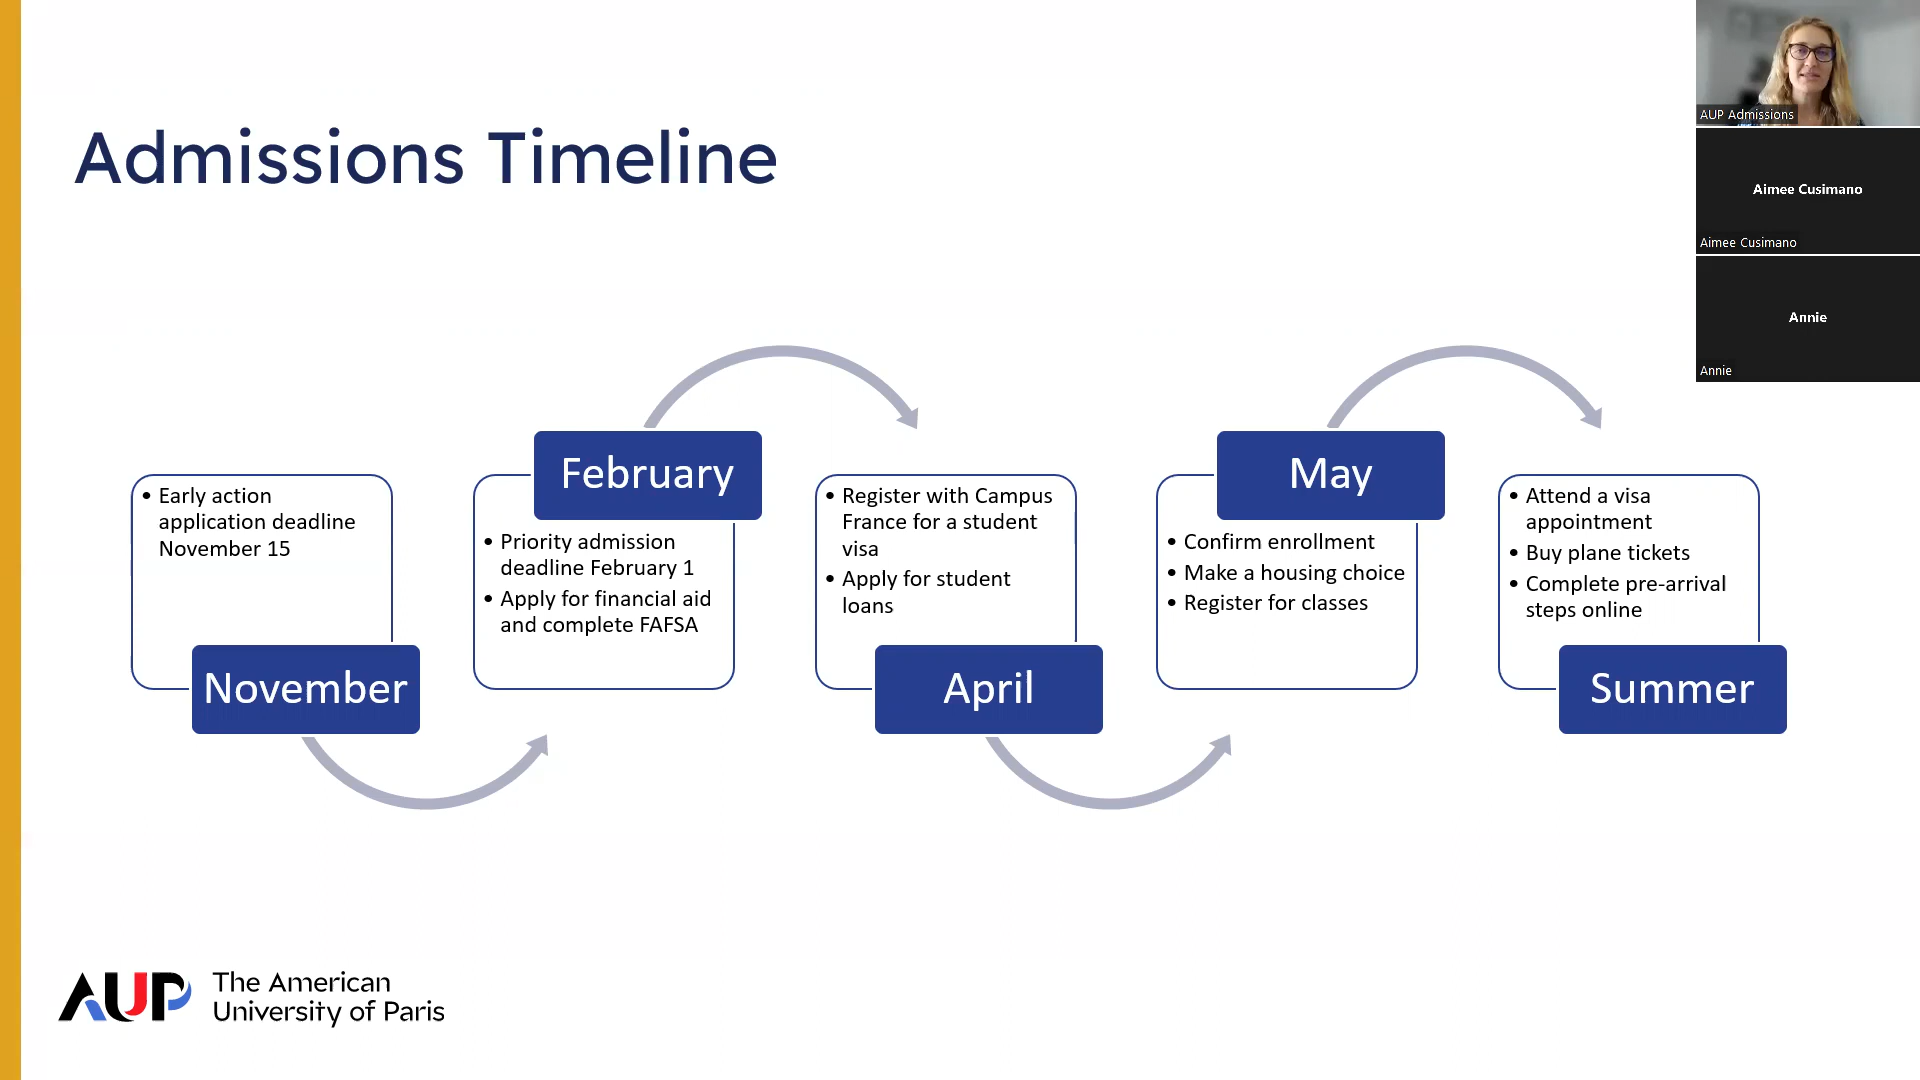 Admissions Timeline
AUP Admissions
Aimee Cusimano
Aimee Cusimano
Annie
Annie
• Early action
application deadline
November 15
November
February
• Priority admission
deadline February 1
• Apply for financial aid
and complete FAFSA
• Register with Campus
France for a student
visa
• Apply for student
loans
April
May
• Confirm enrollment
• Make a housing choice
• Register for classes
• Attend a visa
appointment
• Buy plane tickets
• Complete pre-arrival
steps online
Summer
AUP
The American
University of Paris